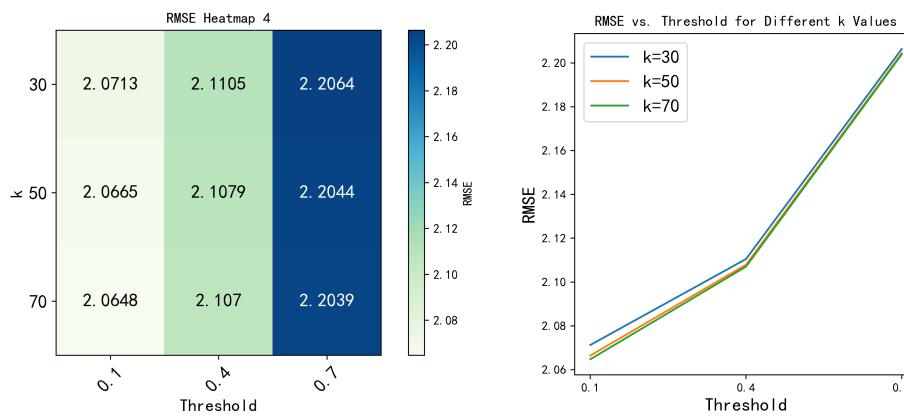 RMSE Heatmap 4
k
30
50
70
2.0713 2.1105 2.2064
2.0665 2.1079 2.2044
2.0648 2.107 2.2039
0.1 0.4 0.7
Threshold
2.20
2.18
2.16
2.14
2.12
2.10
2.08
RMSE
RMSE vs. Threshold for Different k Values
k=30
k=50
k=70
RMSE
2.20
2.18
2.16
2.14
2.12
2.10
2.08
2.06
0.1 0.4 0.
Threshold